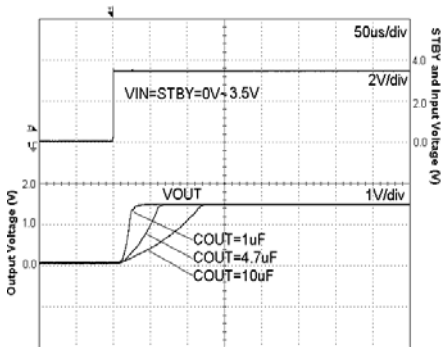 50us/div
4.0
2V/div
VIN=STBY=0V~3.5V
2.0
0.0
STBY and Input Voltage (V)
2.0
VOUT
1V/div
1.0
COUT=1uF
COUT=4.7uF
0.0
COUT=10uF
Output Voltage (V)